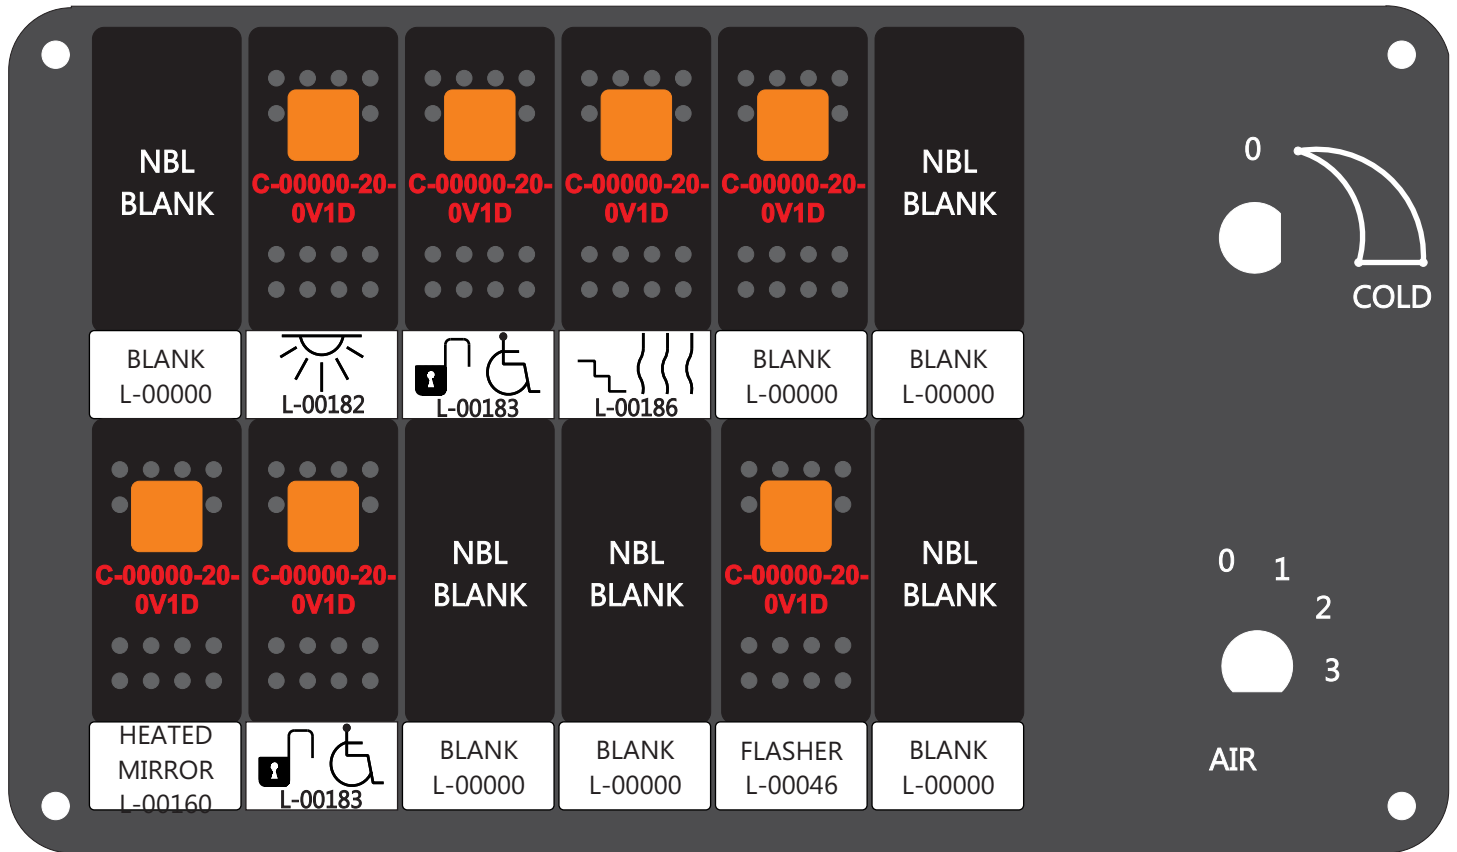 NBL
BLANK
C-00000-20-
0V1D
C-00000-20-
0V1D
C-00000-20-
0V1D
C-00000-20-
0V1D
NBL
BLANK
0
COLD
BLANK
L-00000
L-00182
L-00183
L-00186
BLANK
L-00000
BLANK
L-00000
C-00000-20-
0V1D
C-00000-20-
0V1D
NBL
BLANK
NBL
BLANK
C-00000-20-
0V1D
NBL
BLANK
0
1
2
3
AIR
HEATED
MIRROR
L-00160
L-00183
BLANK
L-00000
BLANK
L-00000
FLASHER
L-00046
BLANK
L-00000